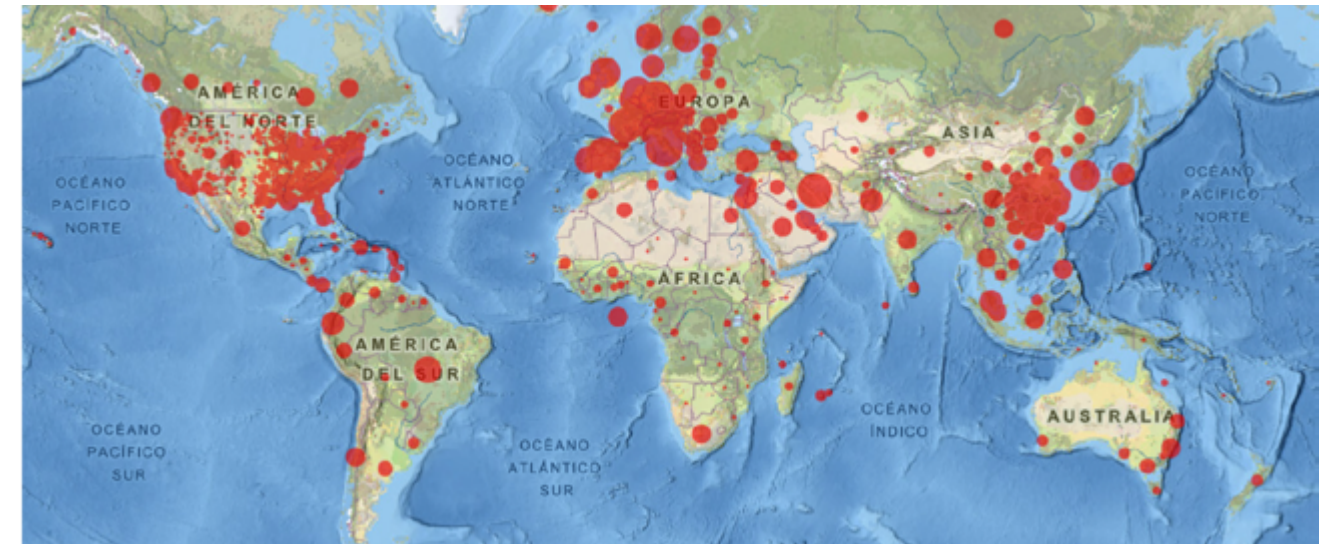 AMÉRICA
DEL NORTE
EUROPA
ASIA
OCÉANO
ATLÁNTICO
NORTE
OCÉANO
PACÍFICO
NORTE
OCÉANO
PACÍFICO
NORTE
ÁFRICA
AMÉRICA
DEL SUR
OCÉANO
ÍNDICO
AUSTRALIA
OCÉANO
PACÍFICO
SUR
OCÉANO
ATLÁNTICO
SUR